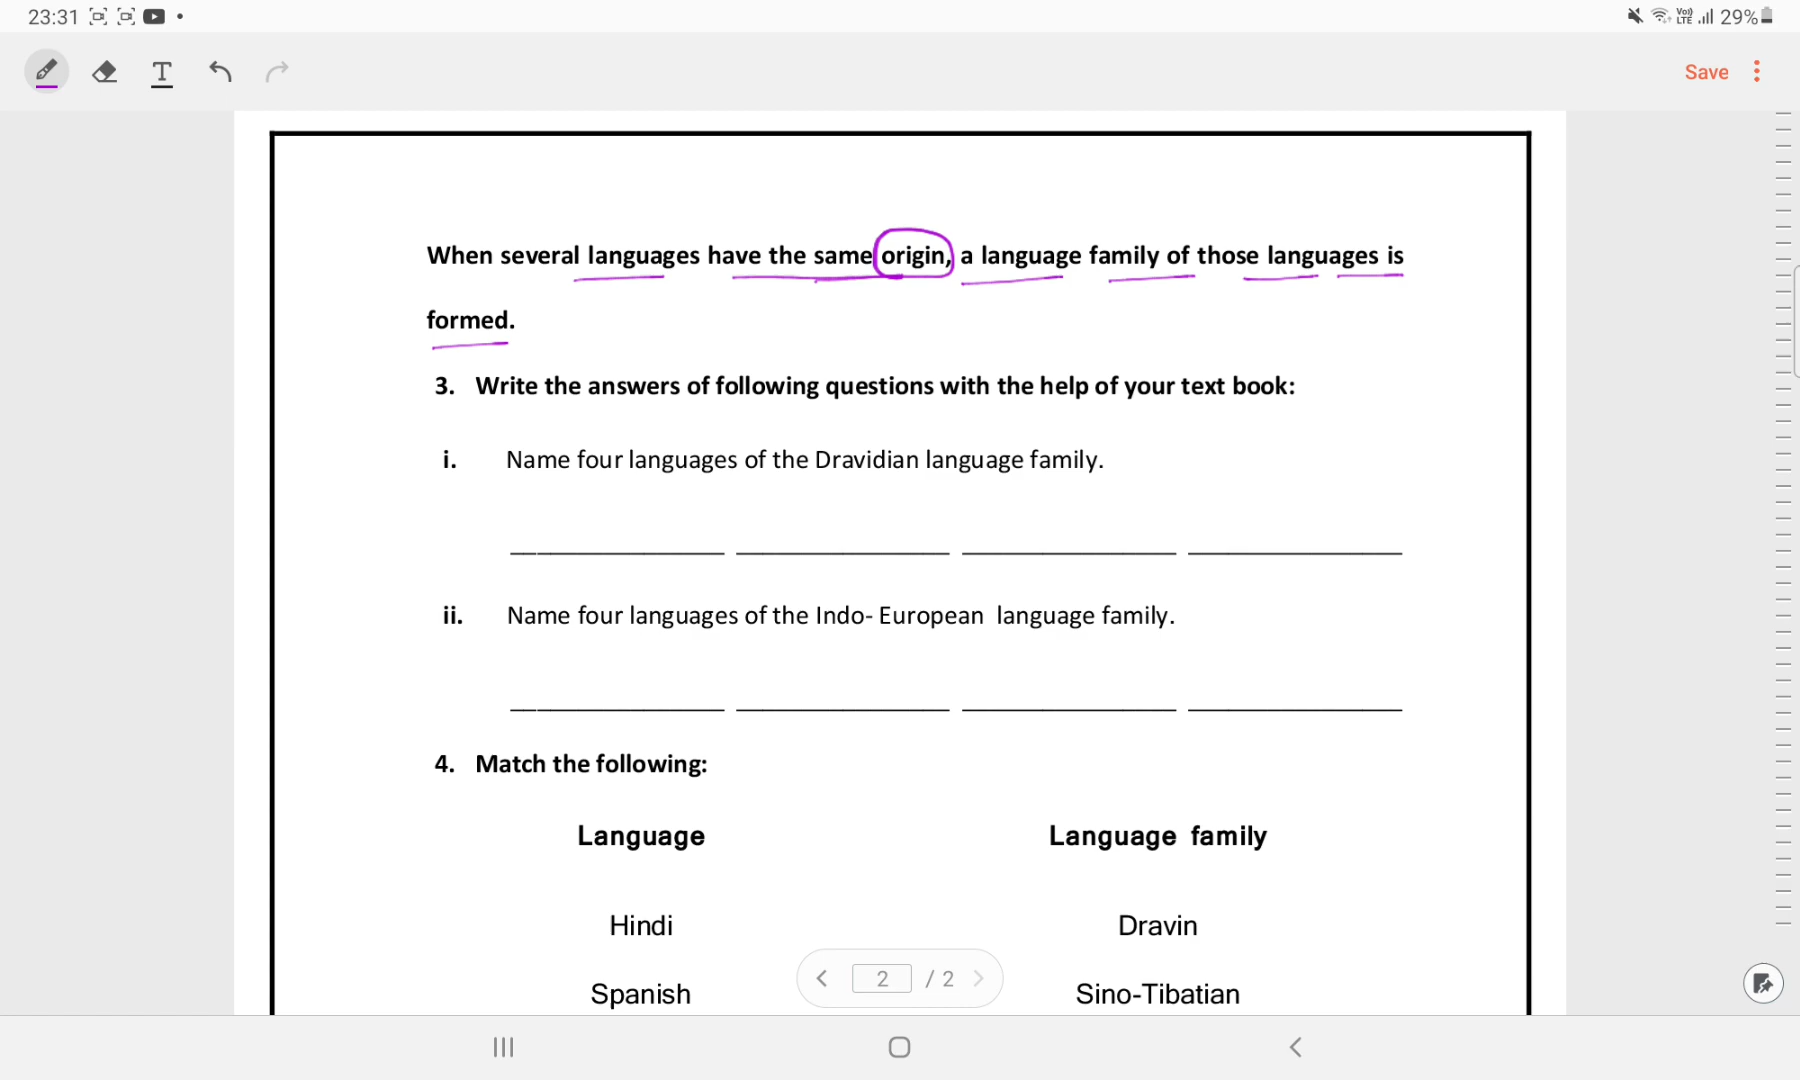 23:31 29%
Save
When several languages have the same origin, a language family of those languages is
formed.
3. Write the answers of following questions with the help of your text book:
i. Name four languages of the Dravidian language family.
ii. Name four languages of the Indo- European language family.
4. Match the following:
Language Language family
Hindi Dravin
Spanish Sino-Tibatian
2 / 2